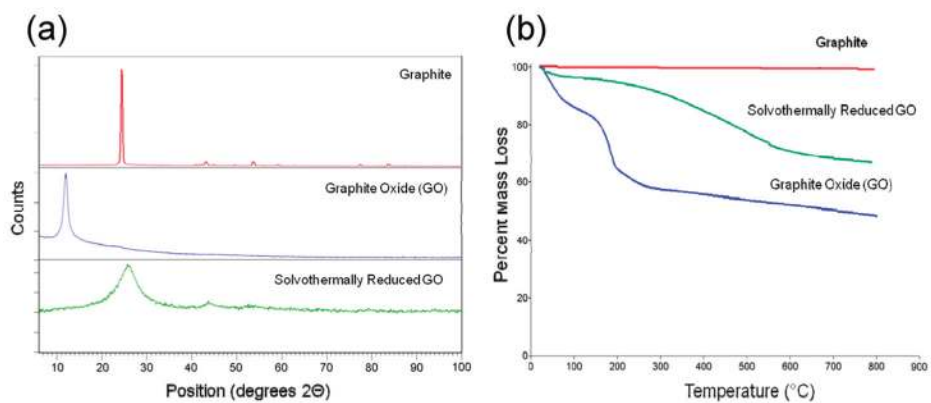 (a)
Graphite
Graphite Oxide (GO)
Solvothermally Reduced GO
Counts
10 20 30 40 50 60 70 80 90 100
Position (degrees 2Θ)
(b)
Graphite
Solvothermally Reduced GO
Graphite Oxide (GO)
Percent Mass Loss
100
80
60
40
20
0
0 100 200 300 400 500 600 700 800 900
Temperature (°C)